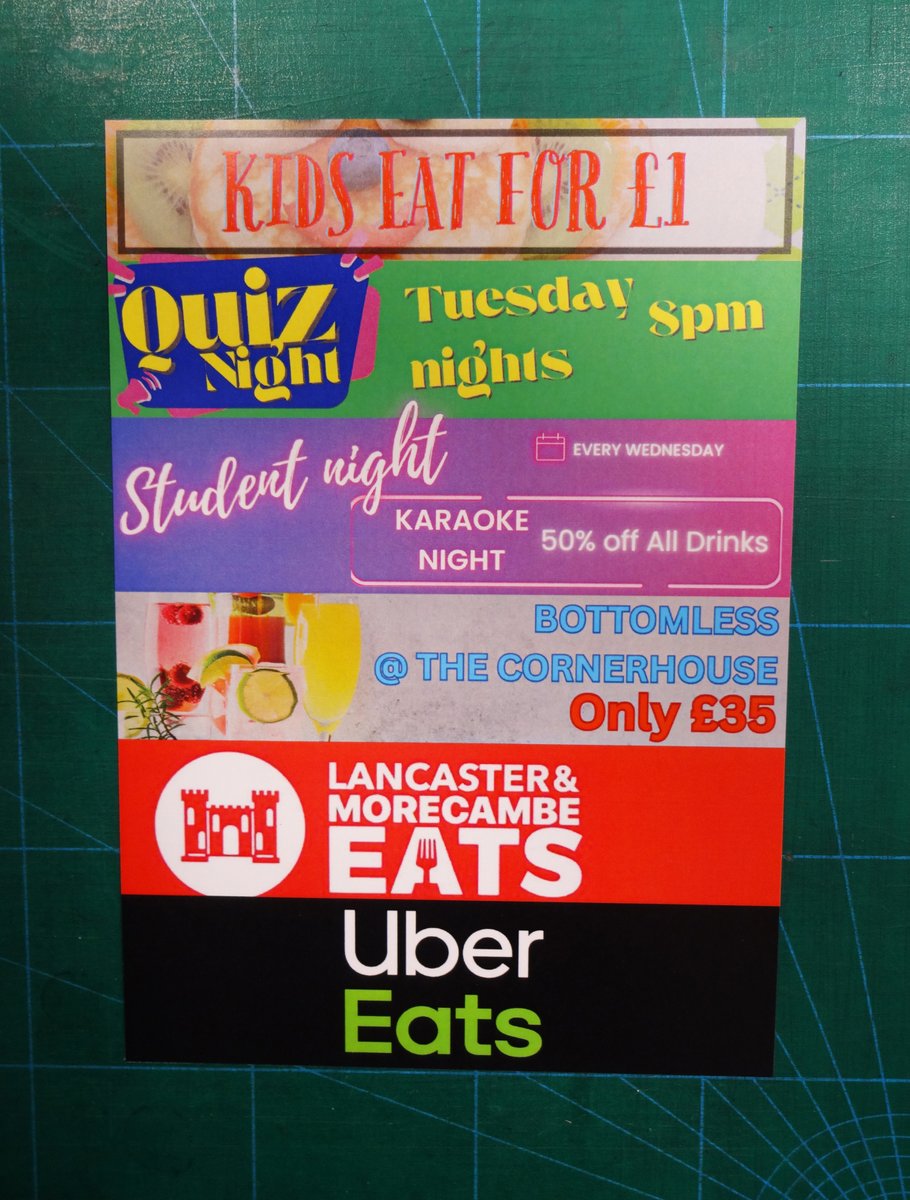 KIDS EAT FOR £1
Quiz
Night
Tuesday
nights
8pm
Student night
EVERY WEDNESDAY
KARAOKE
NIGHT
50% off All Drinks
BOTTOMLESS
@ THE CORNERHOUSE
Only £35
LANCASTER &
MORECAMBE
EATS
Uber
Eats